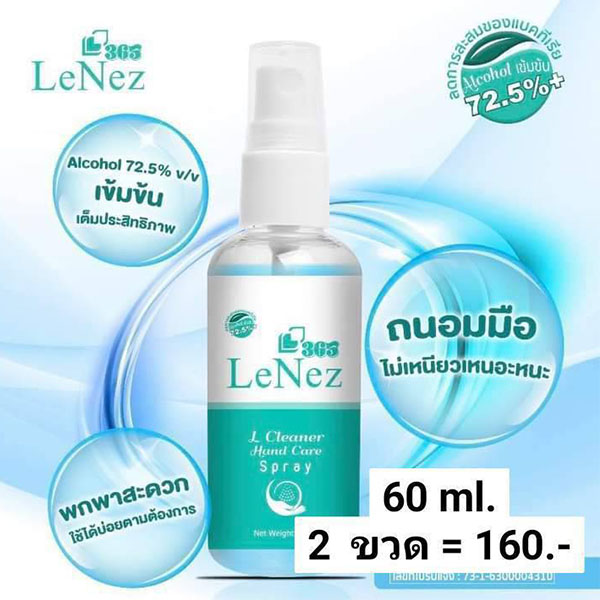 365
LeNez
ลดการสะสมของแบคทีเรีย
Alcohol เข้มข้น
72.5%+
Alcohol 72.5% v/v
เข้มข้น
เต็มประสิทธิภาพ
ถนอมมือ
ไม่เหนียวเหนอะหนะ
72.5%+
365
LeNez
L Cleaner
Hand Care
Spray
Net Weight
พกพาสะดวก
ใช้ได้บ่อยตามต้องการ
60 ml.
2 ขวด = 160.-